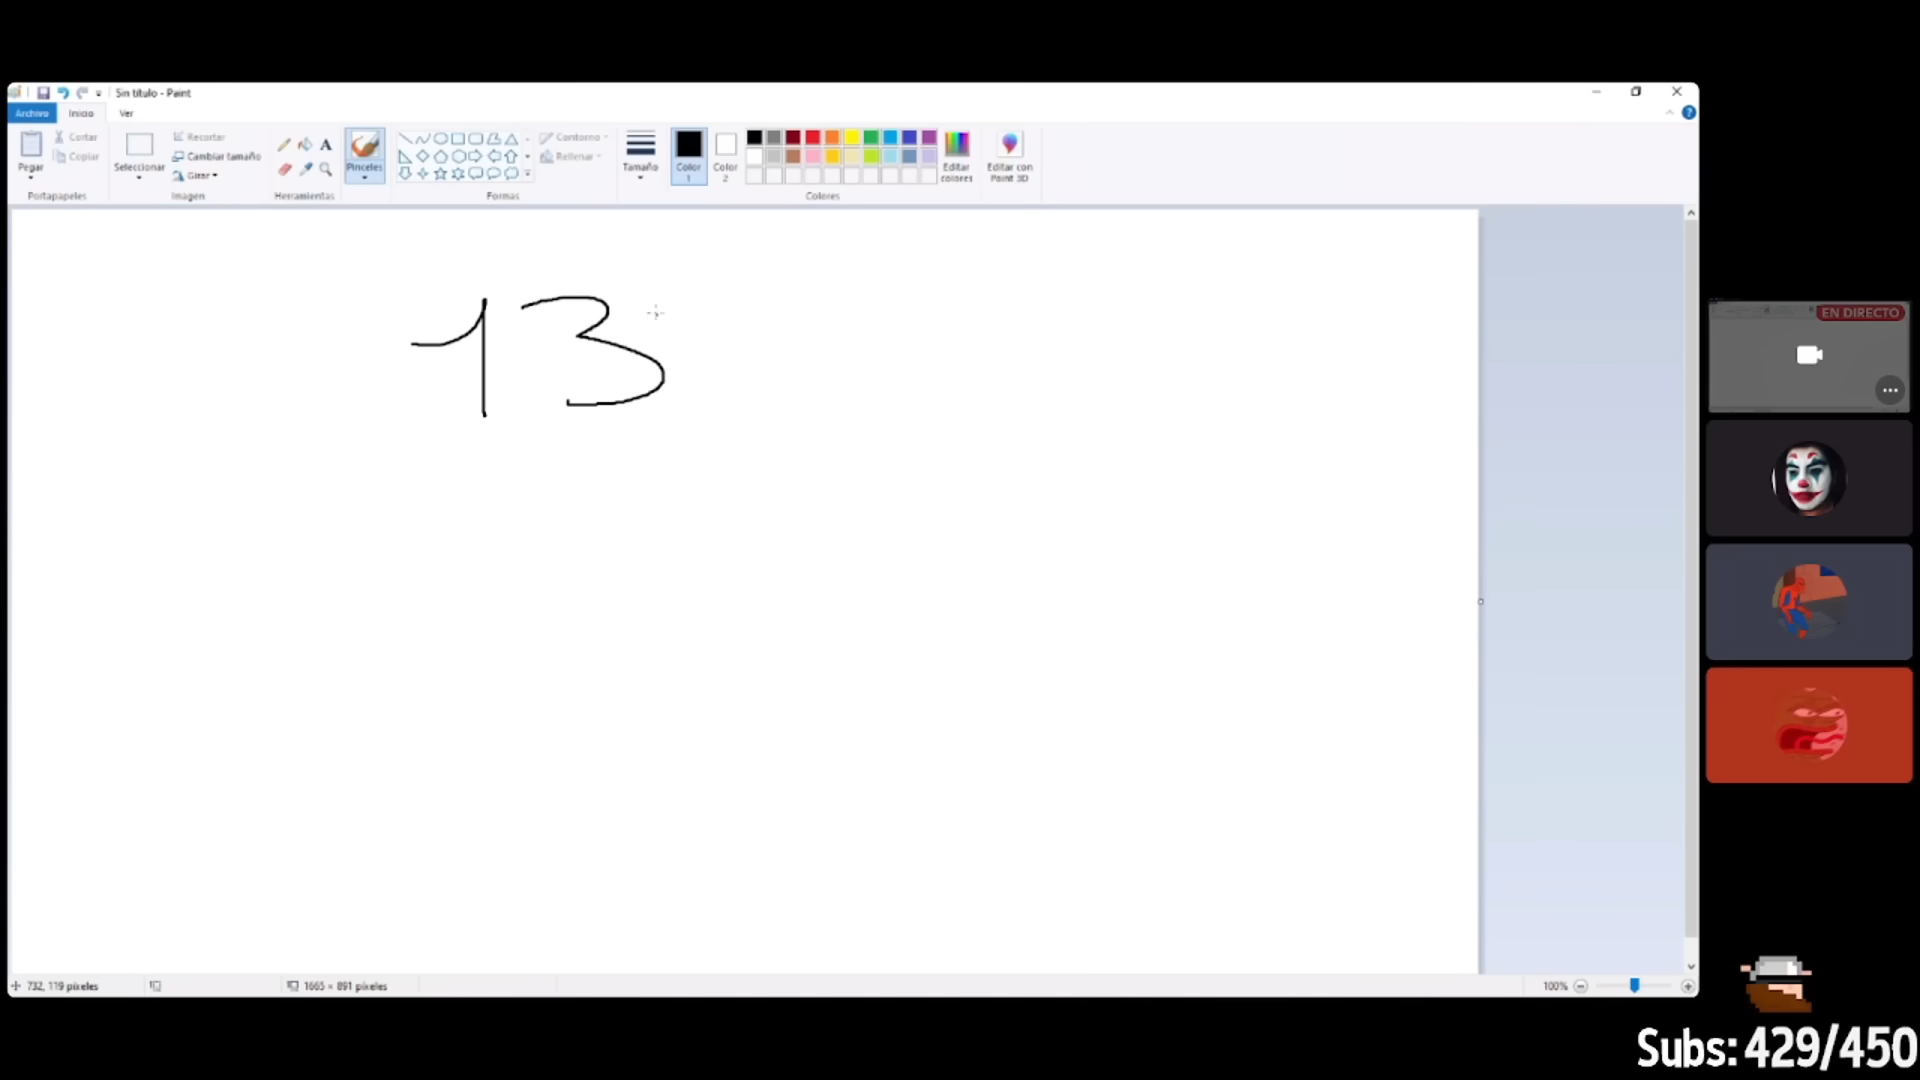 Sin título - Paint
Archivo Inicio Ver
Pegar
Cortar
Copiar
Portapapeles
Seleccionar
Recortar
Cambiar tamaño
Girar
Imagen
A
Herramientas
Pinceles
Contorno
Rellenar
Formas
Tamaño
Color 1
Color 2
Editar colores
Colores
Editar con Paint 3D
13
EN DIRECTO
732, 119 píxeles
1665 × 891 píxeles
100%
Subs: 429/450